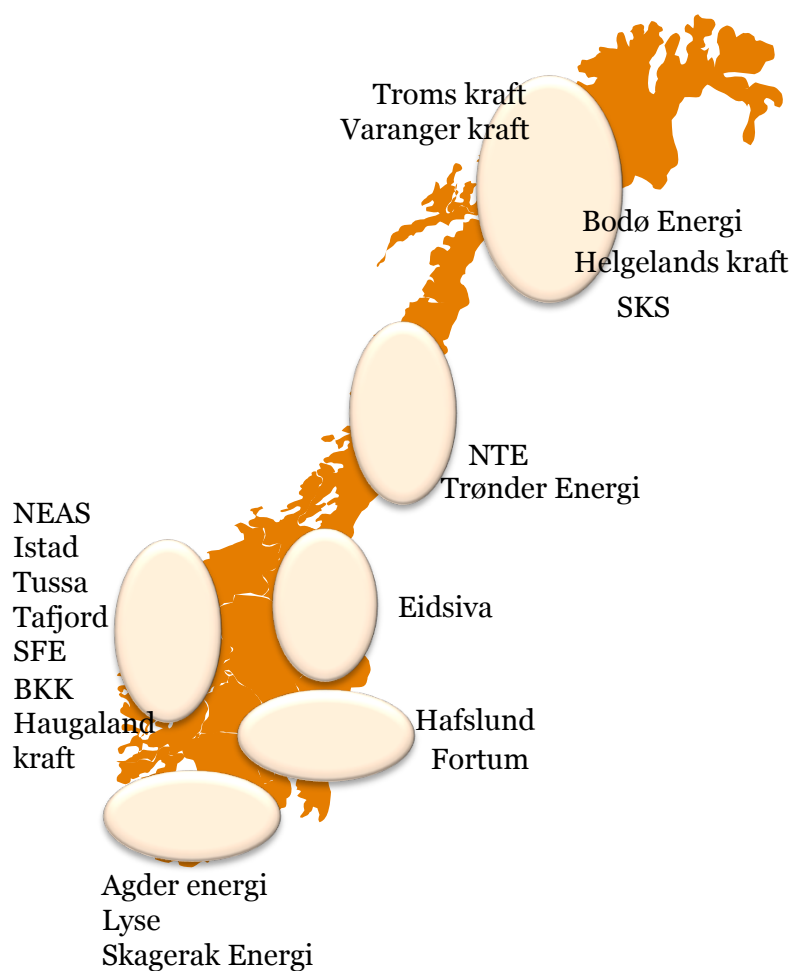 Troms kraft
Varanger kraft
Bodø Energi
Helgelands kraft
SKS
NTE
Trønder Energi
NEAS
Istad
Tussa
Tafjord
SFE
BKK
Haugaland
kraft
Eidsiva
Hafslund
Fortum
Agder energi
Lyse
Skagerak Energi